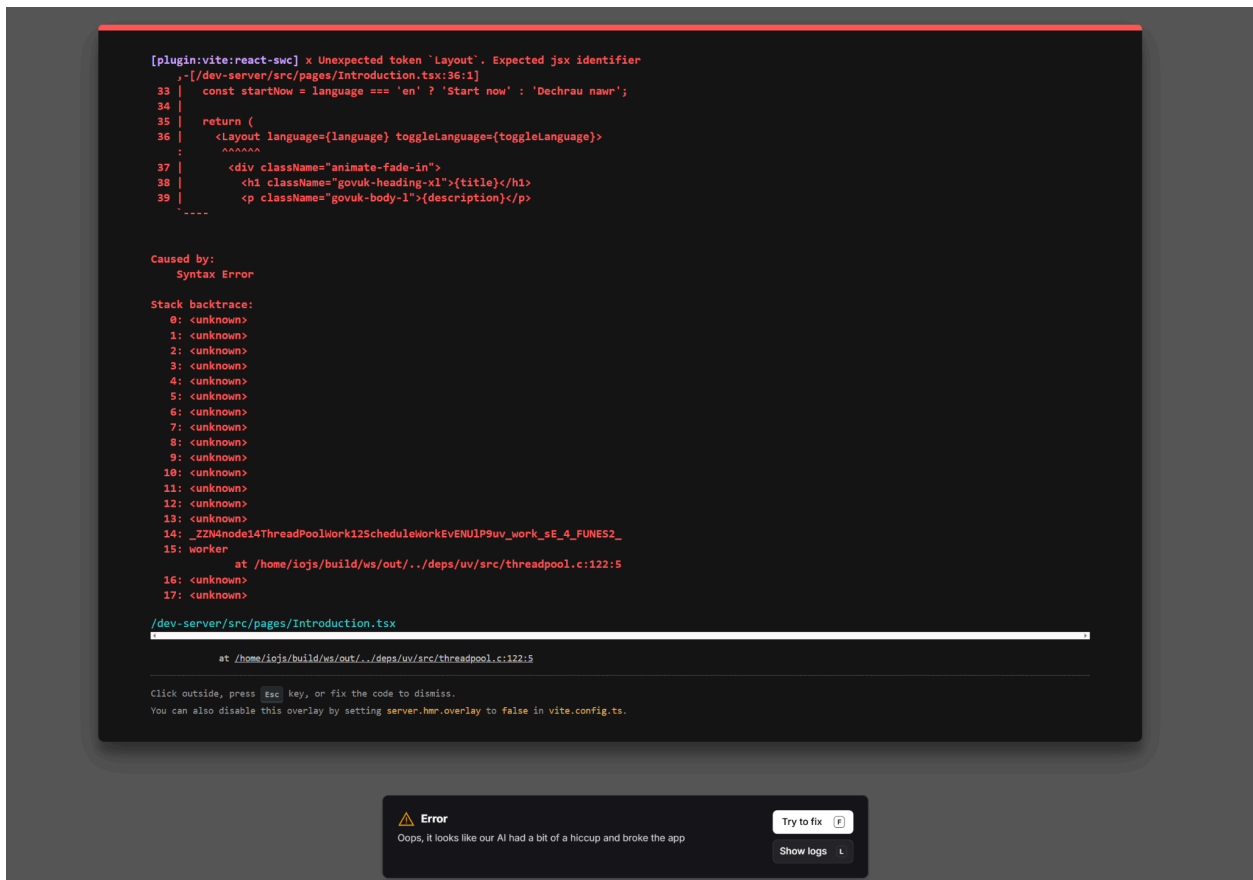 [plugin:vite:react-swc] x Unexpected token `Layout`. Expected jsx identifier
,-[/dev-server/src/pages/Introduction.tsx:36:1]
33 | const startNow = language === 'en' ? 'Start now' : 'Dechrau nawr';
34 |
35 | return (
36 | <Layout language={language} toggleLanguage={toggleLanguage}>
: ^^^^^^
37 | <div className="animate-fade-in">
38 | <h1 className="govuk-heading-xl">{title}</h1>
39 | <p className="govuk-body-l">{description}</p>
`----
Caused by:
Syntax Error
Stack backtrace:
0: <unknown>
1: <unknown>
2: <unknown>
3: <unknown>
4: <unknown>
5: <unknown>
6: <unknown>
7: <unknown>
8: <unknown>
9: <unknown>
10: <unknown>
11: <unknown>
12: <unknown>
13: <unknown>
14: _ZZN4node14ThreadPoolWork12ScheduleWorkEvENUlP9uv_work_sE_4_FUNES2_
15: worker
at /home/iojs/build/ws/out/../deps/uv/src/threadpool.c:122:5
16: <unknown>
17: <unknown>
/dev-server/src/pages/Introduction.tsx
at /home/iojs/build/ws/out/../deps/uv/src/threadpool.c:122:5
Click outside, press Esc key, or fix the code to dismiss.
You can also disable this overlay by setting server.hmr.overlay to false in vite.config.ts.
Error
Oops, it looks like our AI had a bit of a hiccup and broke the app
Try to fix F
Show logs L